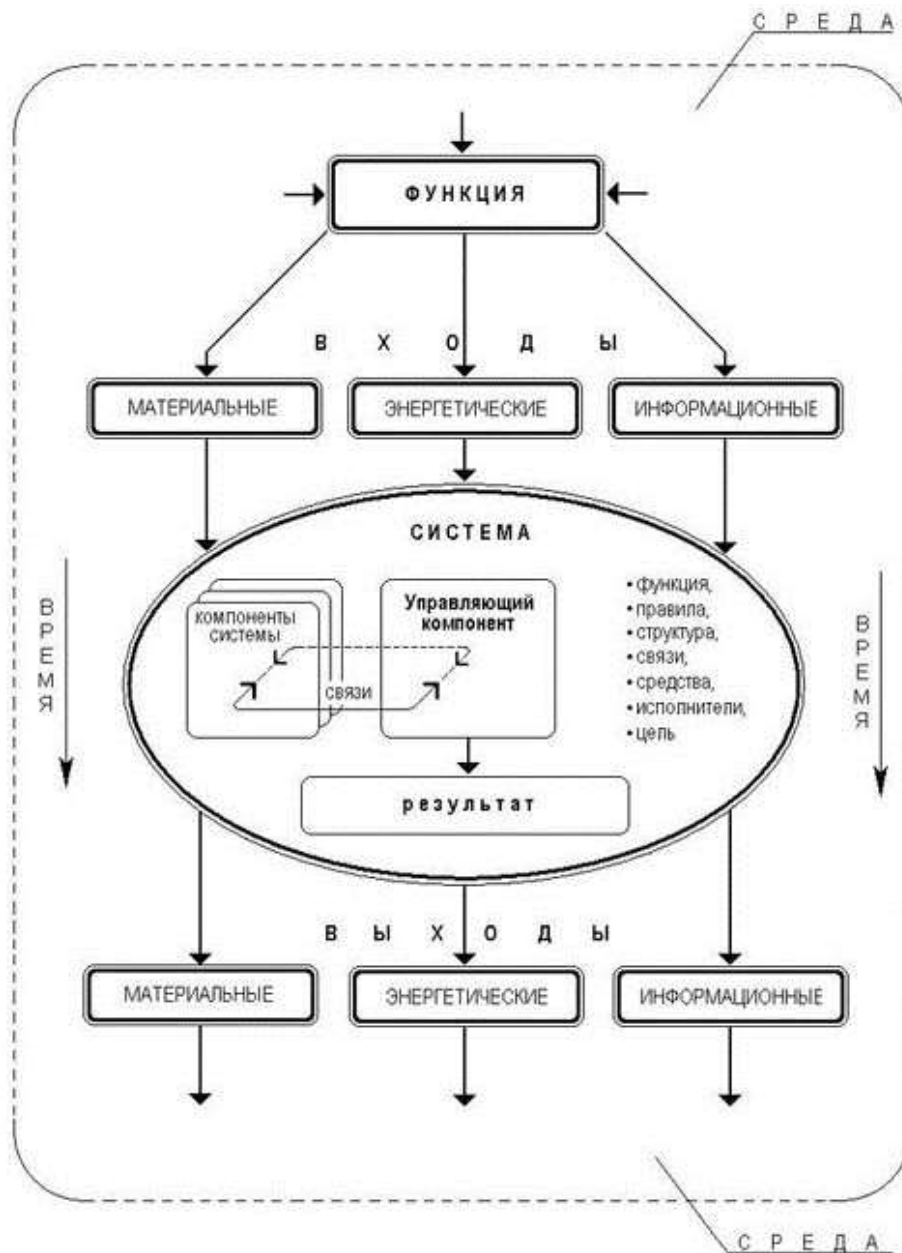 СРЕДА
ФУНКЦИЯ
ВХОДЫ
МАТЕРИАЛЬНЫЕ
ЭНЕРГЕТИЧЕСКИЕ
ИНФОРМАЦИОННЫЕ
СИСТЕМА
ВРЕМЯ
компоненты
системы
Управляющий
компонент
связи
• функция,
• правила,
• структура,
• связи,
• средства,
• исполнители,
• цель
ВРЕМЯ
результат
ВЫХОДЫ
МАТЕРИАЛЬНЫЕ
ЭНЕРГЕТИЧЕСКИЕ
ИНФОРМАЦИОННЫЕ
СРЕДА